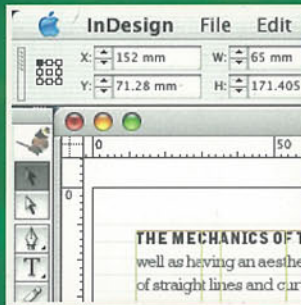 InDesign File Edit
X: 152 mm W: 65 mm
Y: 71.28 mm H: 171.405
0 50
0
THE MECHANICS OF T
well as having an aesthe
of straight lines and cur
T